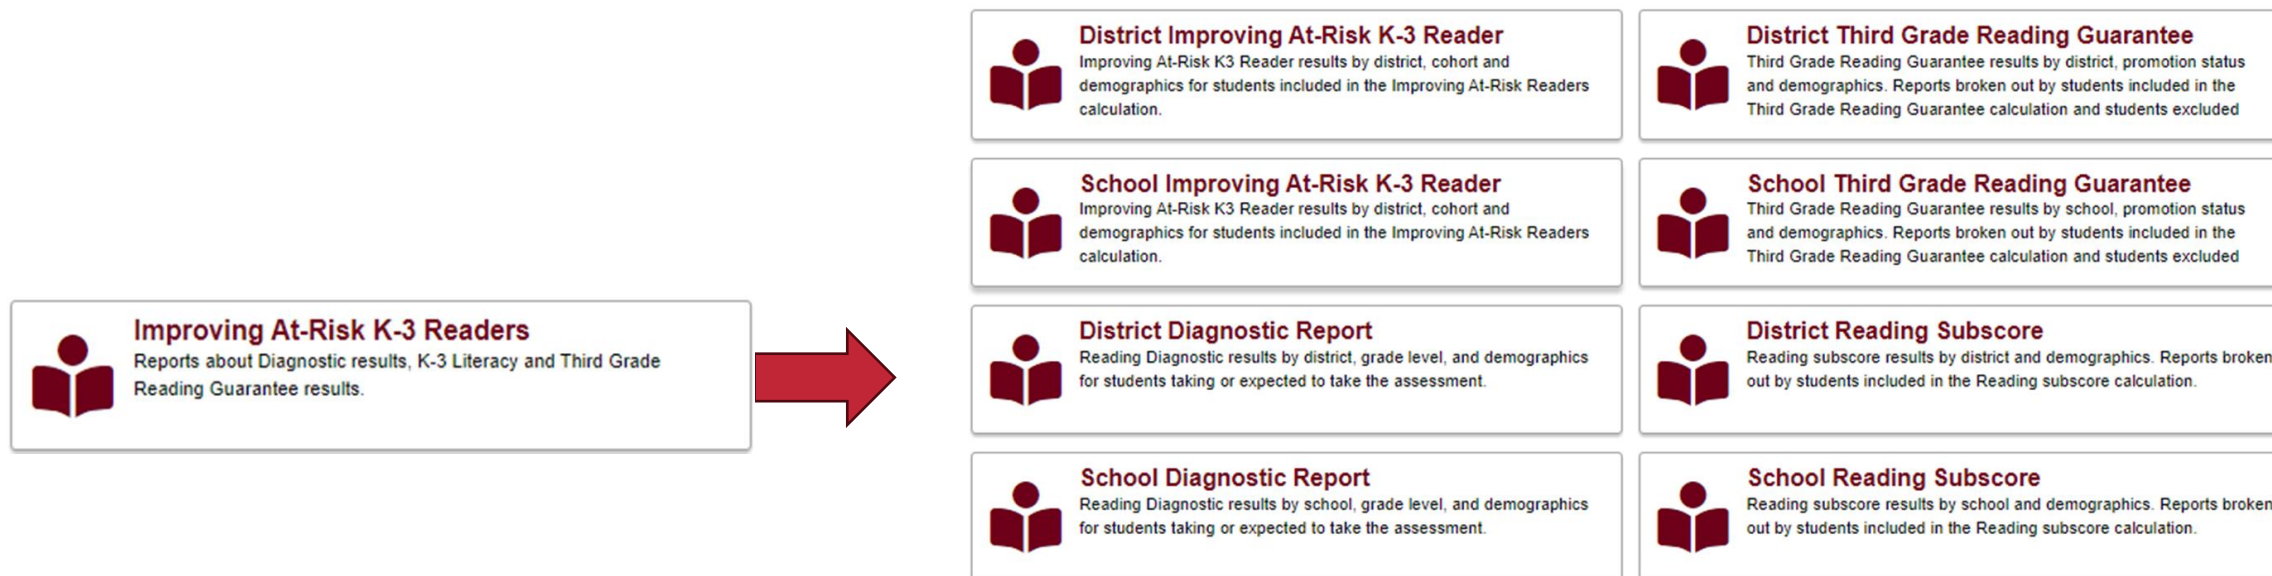 Improving At-Risk K-3 Readers
Reports about Diagnostic results, K-3 Literacy and Third Grade
Reading Guarantee results.
District Improving At-Risk K-3 Reader
Improving At-Risk K3 Reader results by district, cohort and
demographics for students included in the Improving At-Risk Readers
calculation.
District Third Grade Reading Guarantee
Third Grade Reading Guarantee results by district, promotion status
and demographics. Reports broken out by students included in the
Third Grade Reading Guarantee calculation and students excluded
School Improving At-Risk K-3 Reader
Improving At-Risk K3 Reader results by district, cohort and
demographics for students included in the Improving At-Risk Readers
calculation.
School Third Grade Reading Guarantee
Third Grade Reading Guarantee results by school, promotion status
and demographics. Reports broken out by students included in the
Third Grade Reading Guarantee calculation and students excluded
District Diagnostic Report
Reading Diagnostic results by district, grade level, and demographics
for students taking or expected to take the assessment.
District Reading Subscore
Reading subscore results by district and demographics. Reports broken
out by students included in the Reading subscore calculation.
School Diagnostic Report
Reading Diagnostic results by school, grade level, and demographics
for students taking or expected to take the assessment.
School Reading Subscore
Reading subscore results by school and demographics. Reports broken
out by students included in the Reading subscore calculation.